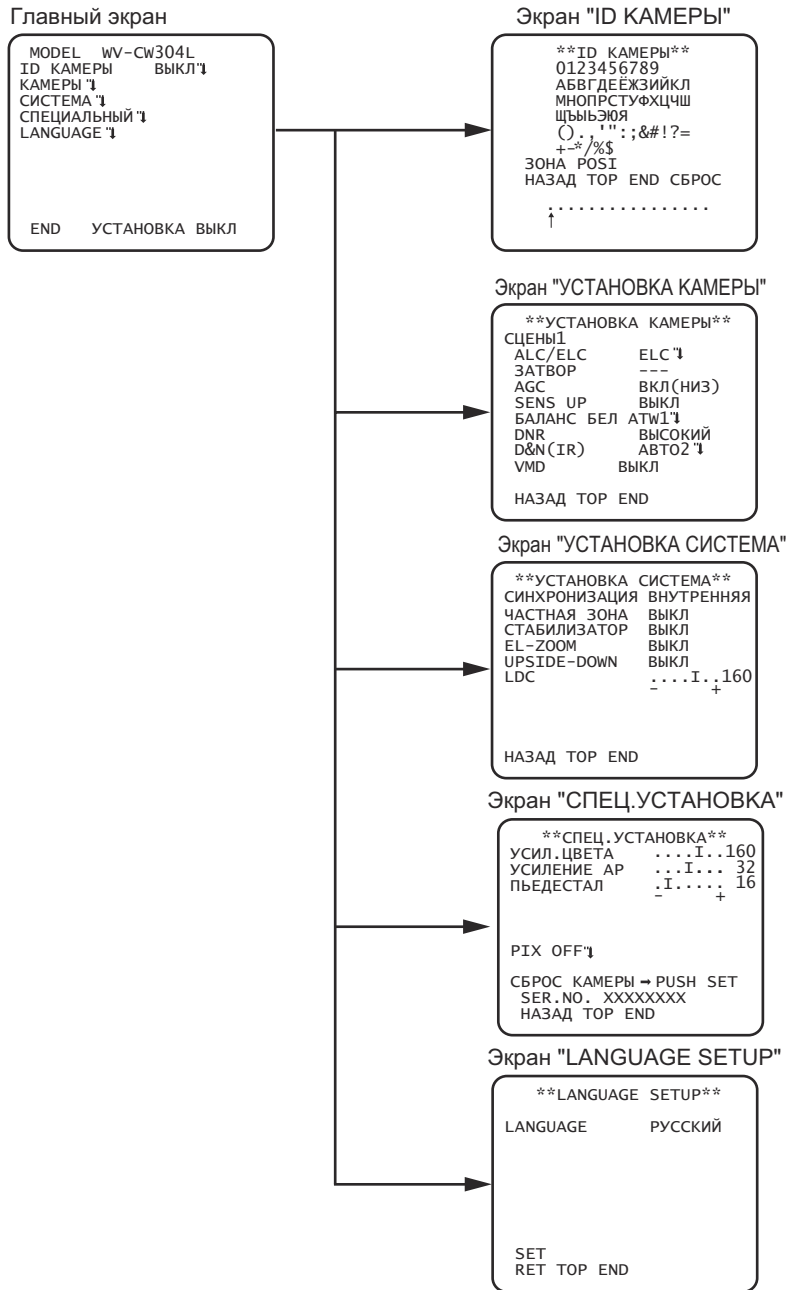 Главный экран
MODEL WV-CW304L
ID КАМЕРЫ ВЫКЛ
КАМЕРЫ
СИСТЕМА
СПЕЦИАЛЬНЫЙ
LANGUAGE
END УСТАНОВКА ВЫКЛ
Экран "ID КАМЕРЫ"
**ID КАМЕРЫ**
0123456789
АБВГДЕЁЖЗИЙКЛ
МНОПРСТУФХЦЧШ
ЩЪЫЬЭЮЯ
().,'":;&#!?=
+-*/%$
ЗОНА POSI
НАЗАД TOP END СБРОС
................
↑
Экран "УСТАНОВКА КАМЕРЫ"
**УСТАНОВКА КАМЕРЫ**
СЦЕНЫ1
ALC/ELC ELC
ЗАТВОР ---
AGC ВКЛ(НИЗ)
SENS UP ВЫКЛ
БАЛАНС БЕЛ ATW1
DNR ВЫСОКИЙ
D&N(IR) АВТО2
VMD ВЫКЛ
НАЗАД TOP END
Экран "УСТАНОВКА СИСТЕМА"
**УСТАНОВКА СИСТЕМА**
СИНХРОНИЗАЦИЯ ВНУТРЕННЯЯ
ЧАСТНАЯ ЗОНА ВЫКЛ
СТАБИЛИЗАТОР ВЫКЛ
EL-ZOOM ВЫКЛ
UPSIDE-DOWN ВЫКЛ
LDC ....I..160
- +
НАЗАД TOP END
Экран "СПЕЦ.УСТАНОВКА"
**СПЕЦ.УСТАНОВКА**
УСИЛ.ЦВЕТА ....I..160
УСИЛЕНИЕ АР ...I... 32
ПЬЕДЕСТАЛ .I..... 16
- +
PIX OFF
СБРОС КАМЕРЫ → PUSH SET
SER.NO. XXXXXXXX
НАЗАД TOP END
Экран "LANGUAGE SETUP"
**LANGUAGE SETUP**
LANGUAGE РУССКИЙ
SET
RET TOP END